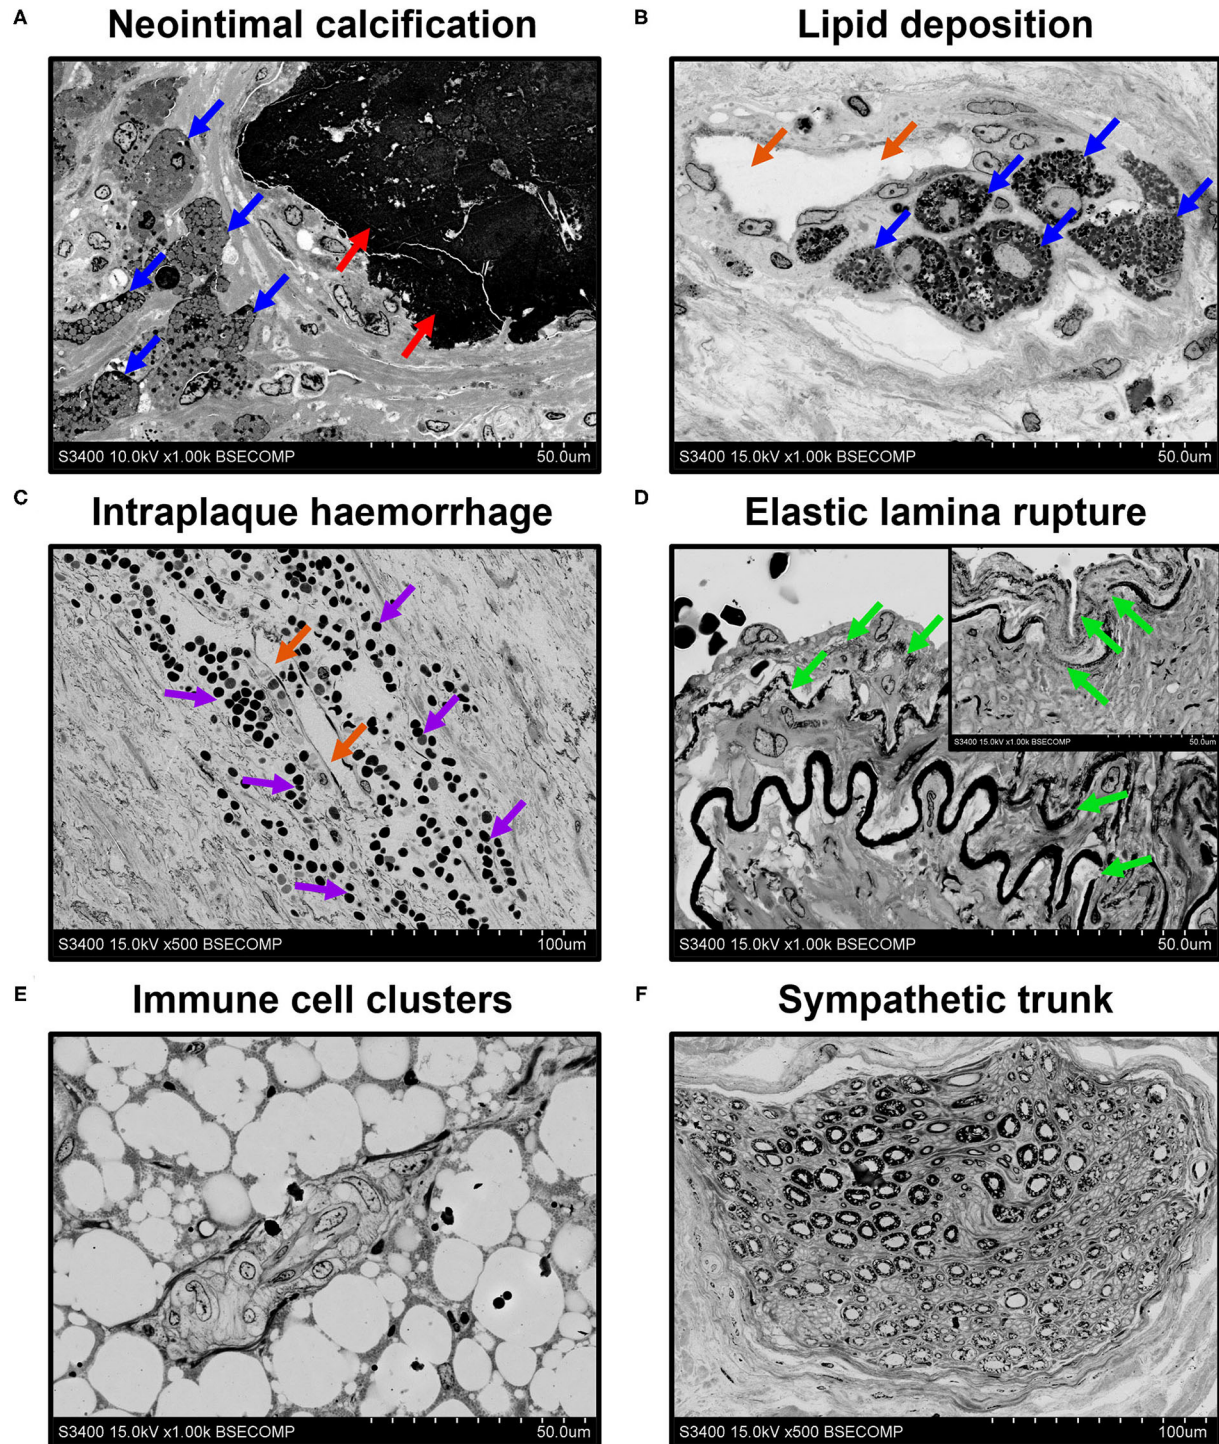 A
Neointimal calcification
B
Lipid deposition
S3400 10.0kV x1.00k BSECOMP 50.0um
S3400 15.0kV x1.00k BSECOMP 50.0um
C
Intraplaque haemorrhage
D
Elastic lamina rupture
S3400 15.0kV x1.00k BSECOMP 50.0um
S3400 15.0kV x500 BSECOMP 100um
S3400 15.0kV x1.00k BSECOMP 50.0um
E
Immune cell clusters
F
Sympathetic trunk
S3400 15.0kV x1.00k BSECOMP 50.0um
S3400 15.0kV x500 BSECOMP 100um